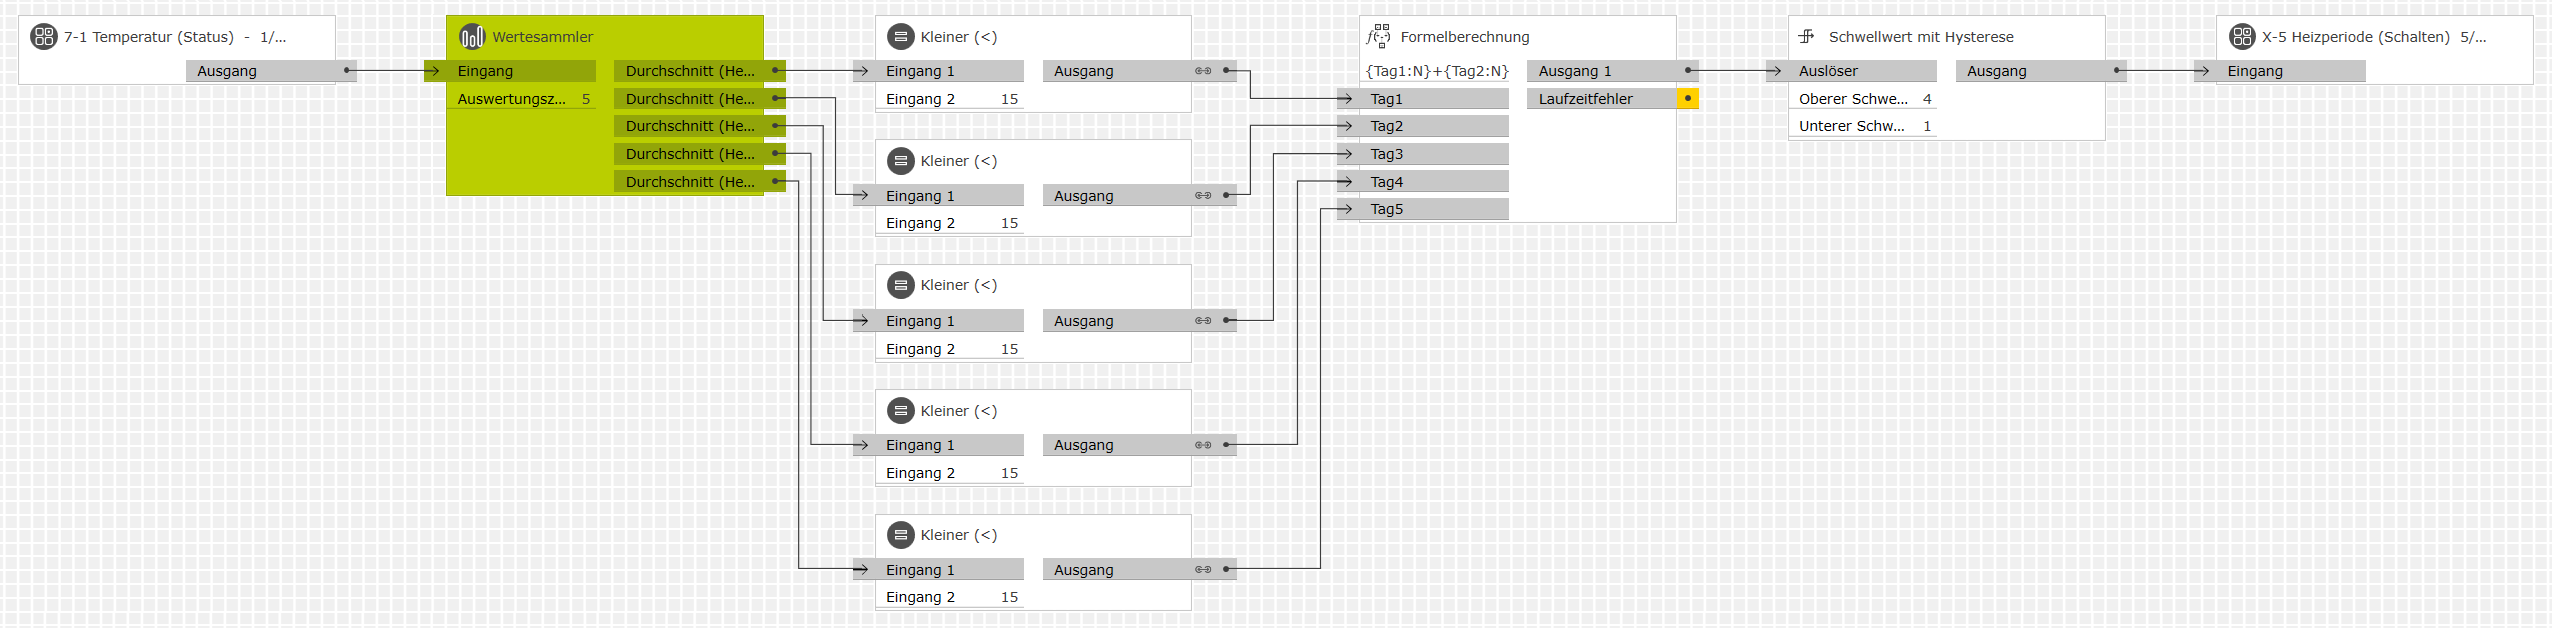 7-1 Temperatur (Status) - 1/...
Ausgang
Wertesammler
Eingang
Auswertungsz... 5
Durchschnitt (He...
Durchschnitt (He...
Durchschnitt (He...
Durchschnitt (He...
Durchschnitt (He...
Kleiner (<)
Eingang 1
Ausgang
Eingang 2 15
Kleiner (<)
Eingang 1
Ausgang
Eingang 2 15
Kleiner (<)
Eingang 1
Ausgang
Eingang 2 15
Kleiner (<)
Eingang 1
Ausgang
Eingang 2 15
Kleiner (<)
Eingang 1
Ausgang
Eingang 2 15
Formelberechnung
{Tag1:N}+{Tag2:N}
Tag1
Tag2
Tag3
Tag4
Tag5
Ausgang 1
Laufzeitfehler
Schwellwert mit Hysterese
Auslöser
Oberer Schwe... 4
Unterer Schw... 1
Ausgang
X-5 Heizperiode (Schalten) 5/...
Eingang